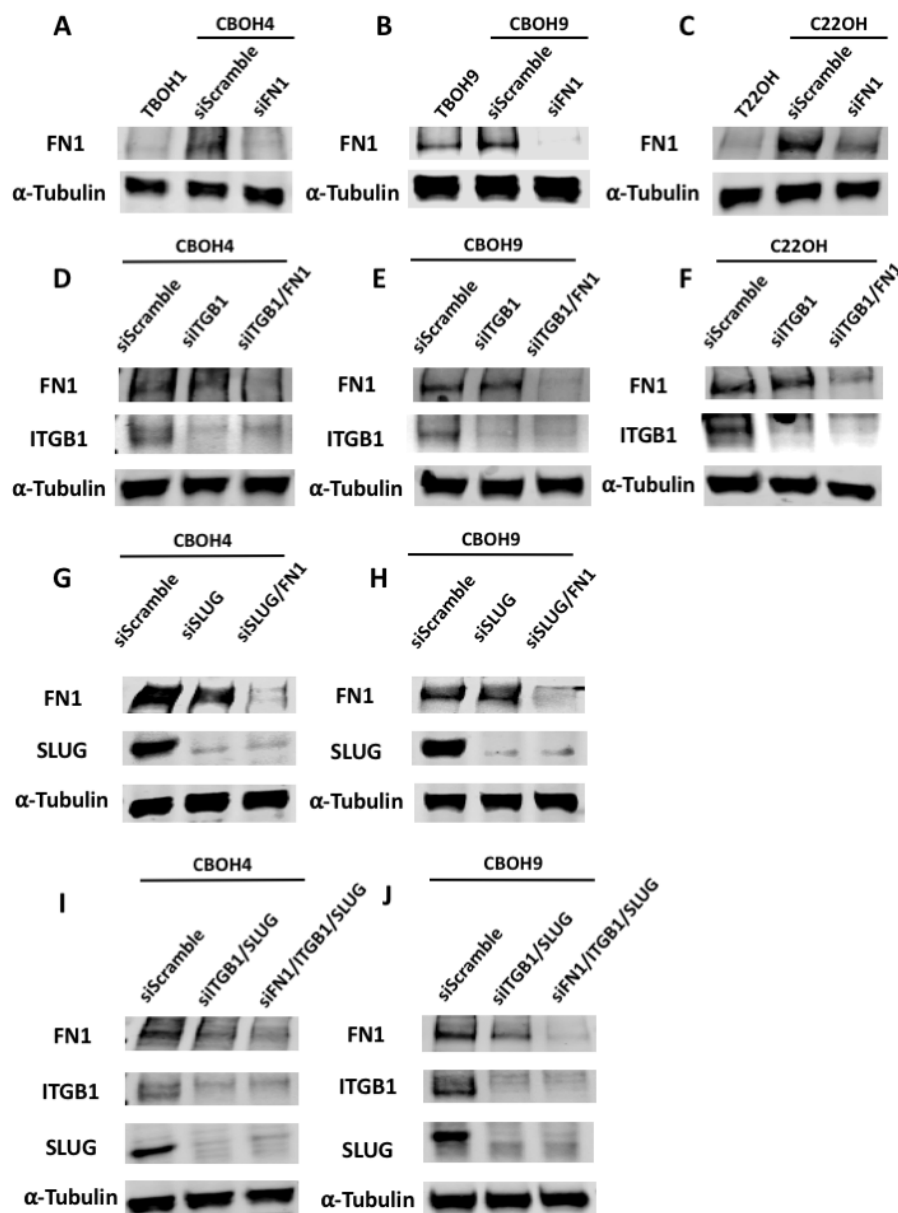 A
CBOH4
TBOH1
siScramble
siFN1
FN1
α-Tubulin
B
CBOH9
TBOH9
siScramble
siFN1
FN1
α-Tubulin
C
C22OH
T22OH
siScramble
siFN1
FN1
α-Tubulin
D
CBOH4
siScramble
siITGB1
siITGB1/FN1
FN1
ITGB1
α-Tubulin
E
CBOH9
siScramble
siITGB1
siITGB1/FN1
FN1
ITGB1
α-Tubulin
F
C22OH
siScramble
siITGB1
siITGB1/FN1
FN1
ITGB1
α-Tubulin
G
CBOH4
siScramble
siSLUG
siSLUG/FN1
FN1
SLUG
α-Tubulin
H
CBOH9
siScramble
siSLUG
siSLUG/FN1
FN1
SLUG
α-Tubulin
I
CBOH4
siScramble
siITGB1/SLUG
siFN1/ITGB1/SLUG
FN1
ITGB1
SLUG
α-Tubulin
J
CBOH9
siScramble
siITGB1/SLUG
siFN1/ITGB1/SLUG
FN1
ITGB1
SLUG
α-Tubulin